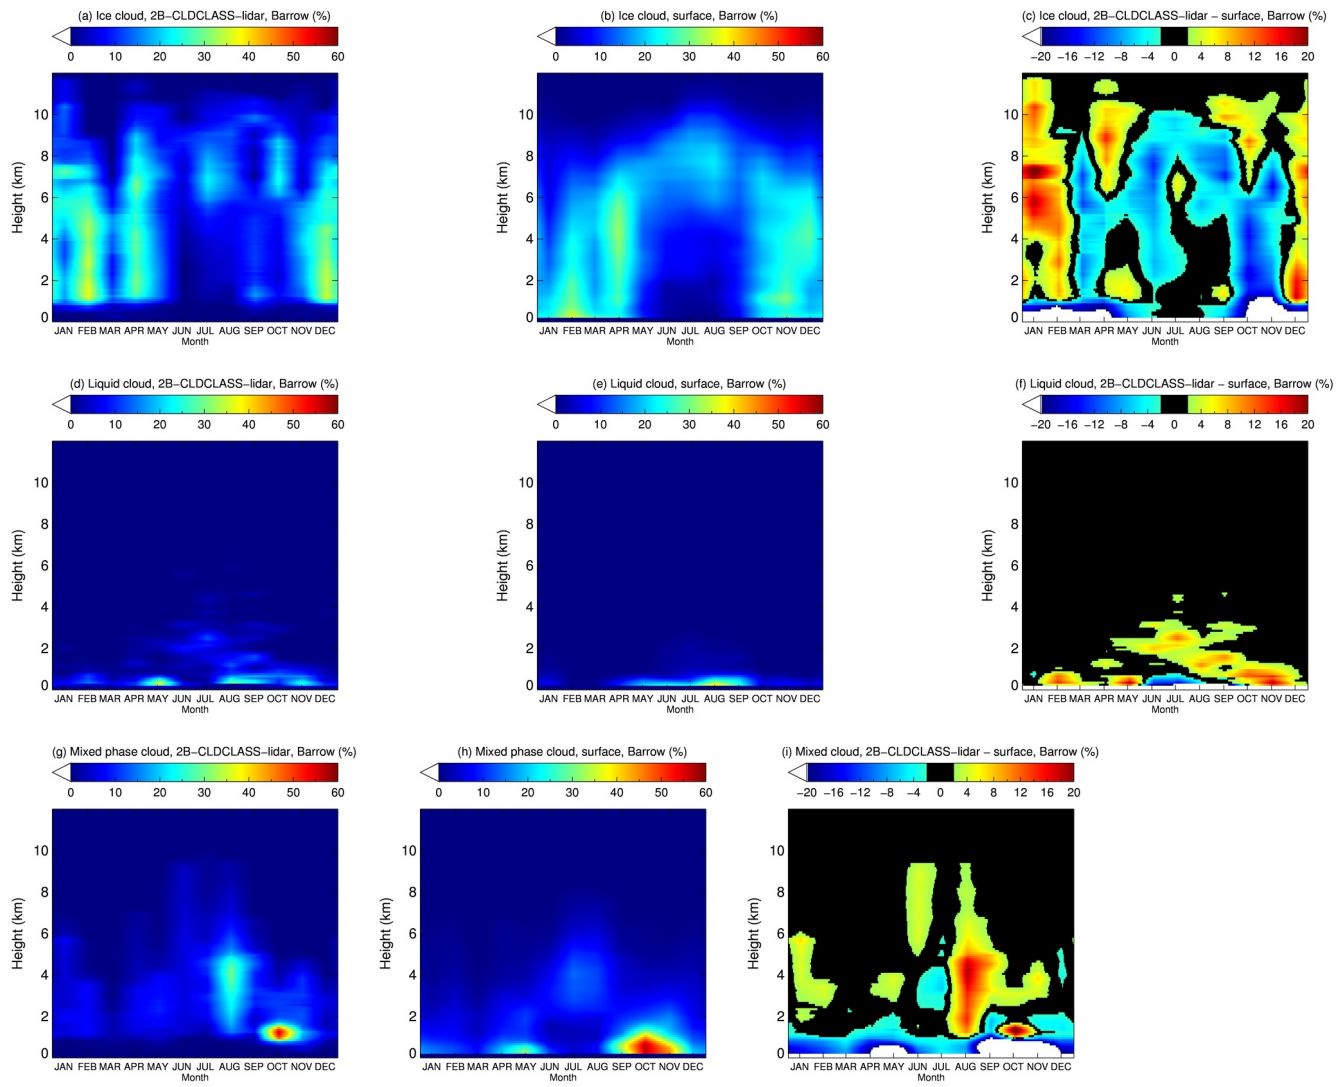 (a) Ice cloud, 2B−CLDCLASS−lidar, Barrow (%)
0 10 20 30 40 50 60
Height (km)
10
8
6
4
2
0
JAN FEB MAR APR MAY JUN JUL AUG SEP OCT NOV DEC
Month
(b) Ice cloud, surface, Barrow (%)
0 10 20 30 40 50 60
Height (km)
10
8
6
4
2
0
JAN FEB MAR APR MAY JUN JUL AUG SEP OCT NOV DEC
Month
(c) Ice cloud, 2B−CLDCLASS−lidar − surface, Barrow (%)
−20 −16 −12 −8 −4 0 4 8 12 16 20
Height (km)
10
8
6
4
2
0
JAN FEB MAR APR MAY JUN JUL AUG SEP OCT NOV DEC
Month
(d) Liquid cloud, 2B−CLDCLASS−lidar, Barrow (%)
0 10 20 30 40 50 60
Height (km)
10
8
6
4
2
0
JAN FEB MAR APR MAY JUN JUL AUG SEP OCT NOV DEC
Month
(e) Liquid cloud, surface, Barrow (%)
0 10 20 30 40 50 60
Height (km)
10
8
6
4
2
0
JAN FEB MAR APR MAY JUN JUL AUG SEP OCT NOV DEC
Month
(f) Liquid cloud, 2B−CLDCLASS−lidar − surface, Barrow (%)
−20 −16 −12 −8 −4 0 4 8 12 16 20
Height (km)
10
8
6
4
2
0
JAN FEB MAR APR MAY JUN JUL AUG SEP OCT NOV DEC
Month
(g) Mixed phase cloud, 2B−CLDCLASS−lidar, Barrow (%)
0 10 20 30 40 50 60
Height (km)
10
8
6
4
2
0
JAN FEB MAR APR MAY JUN JUL AUG SEP OCT NOV DEC
Month
(h) Mixed phase cloud, surface, Barrow (%)
0 10 20 30 40 50 60
Height (km)
10
8
6
4
2
0
JAN FEB MAR APR MAY JUN JUL AUG SEP OCT NOV DEC
Month
(i) Mixed cloud, 2B−CLDCLASS−lidar − surface, Barrow (%)
−20 −16 −12 −8 −4 0 4 8 12 16 20
Height (km)
10
8
6
4
2
0
JAN FEB MAR APR MAY JUN JUL AUG SEP OCT NOV DEC
Month